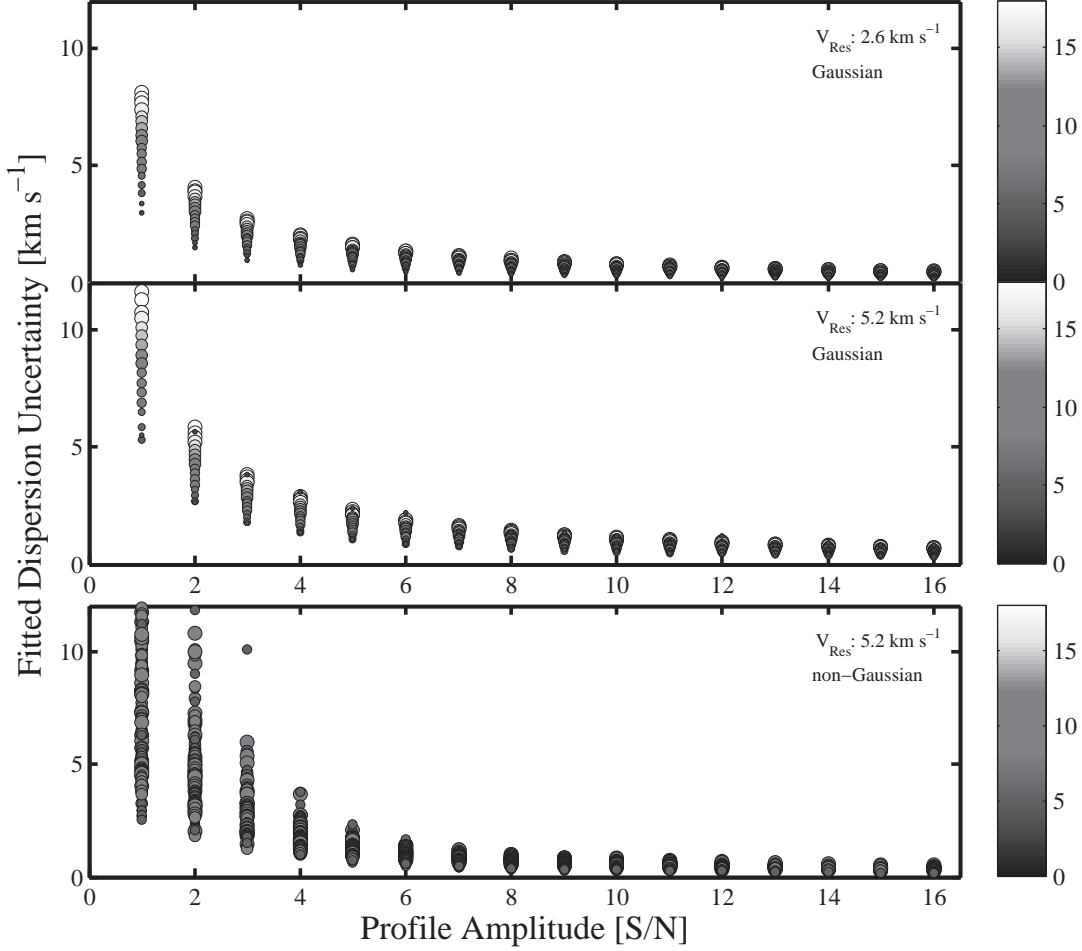 Fitted Dispersion Uncertainty [km s−1]
10
5
0
V_Res: 2.6 km s−1
Gaussian
15
10
5
0
10
5
0
V_Res: 5.2 km s−1
Gaussian
0 2 4 6 8 10 12 14 16
15
10
5
0
10
5
0
V_Res: 5.2 km s−1
non−Gaussian
0 2 4 6 8 10 12 14 16
15
10
5
0
Profile Amplitude [S/N]